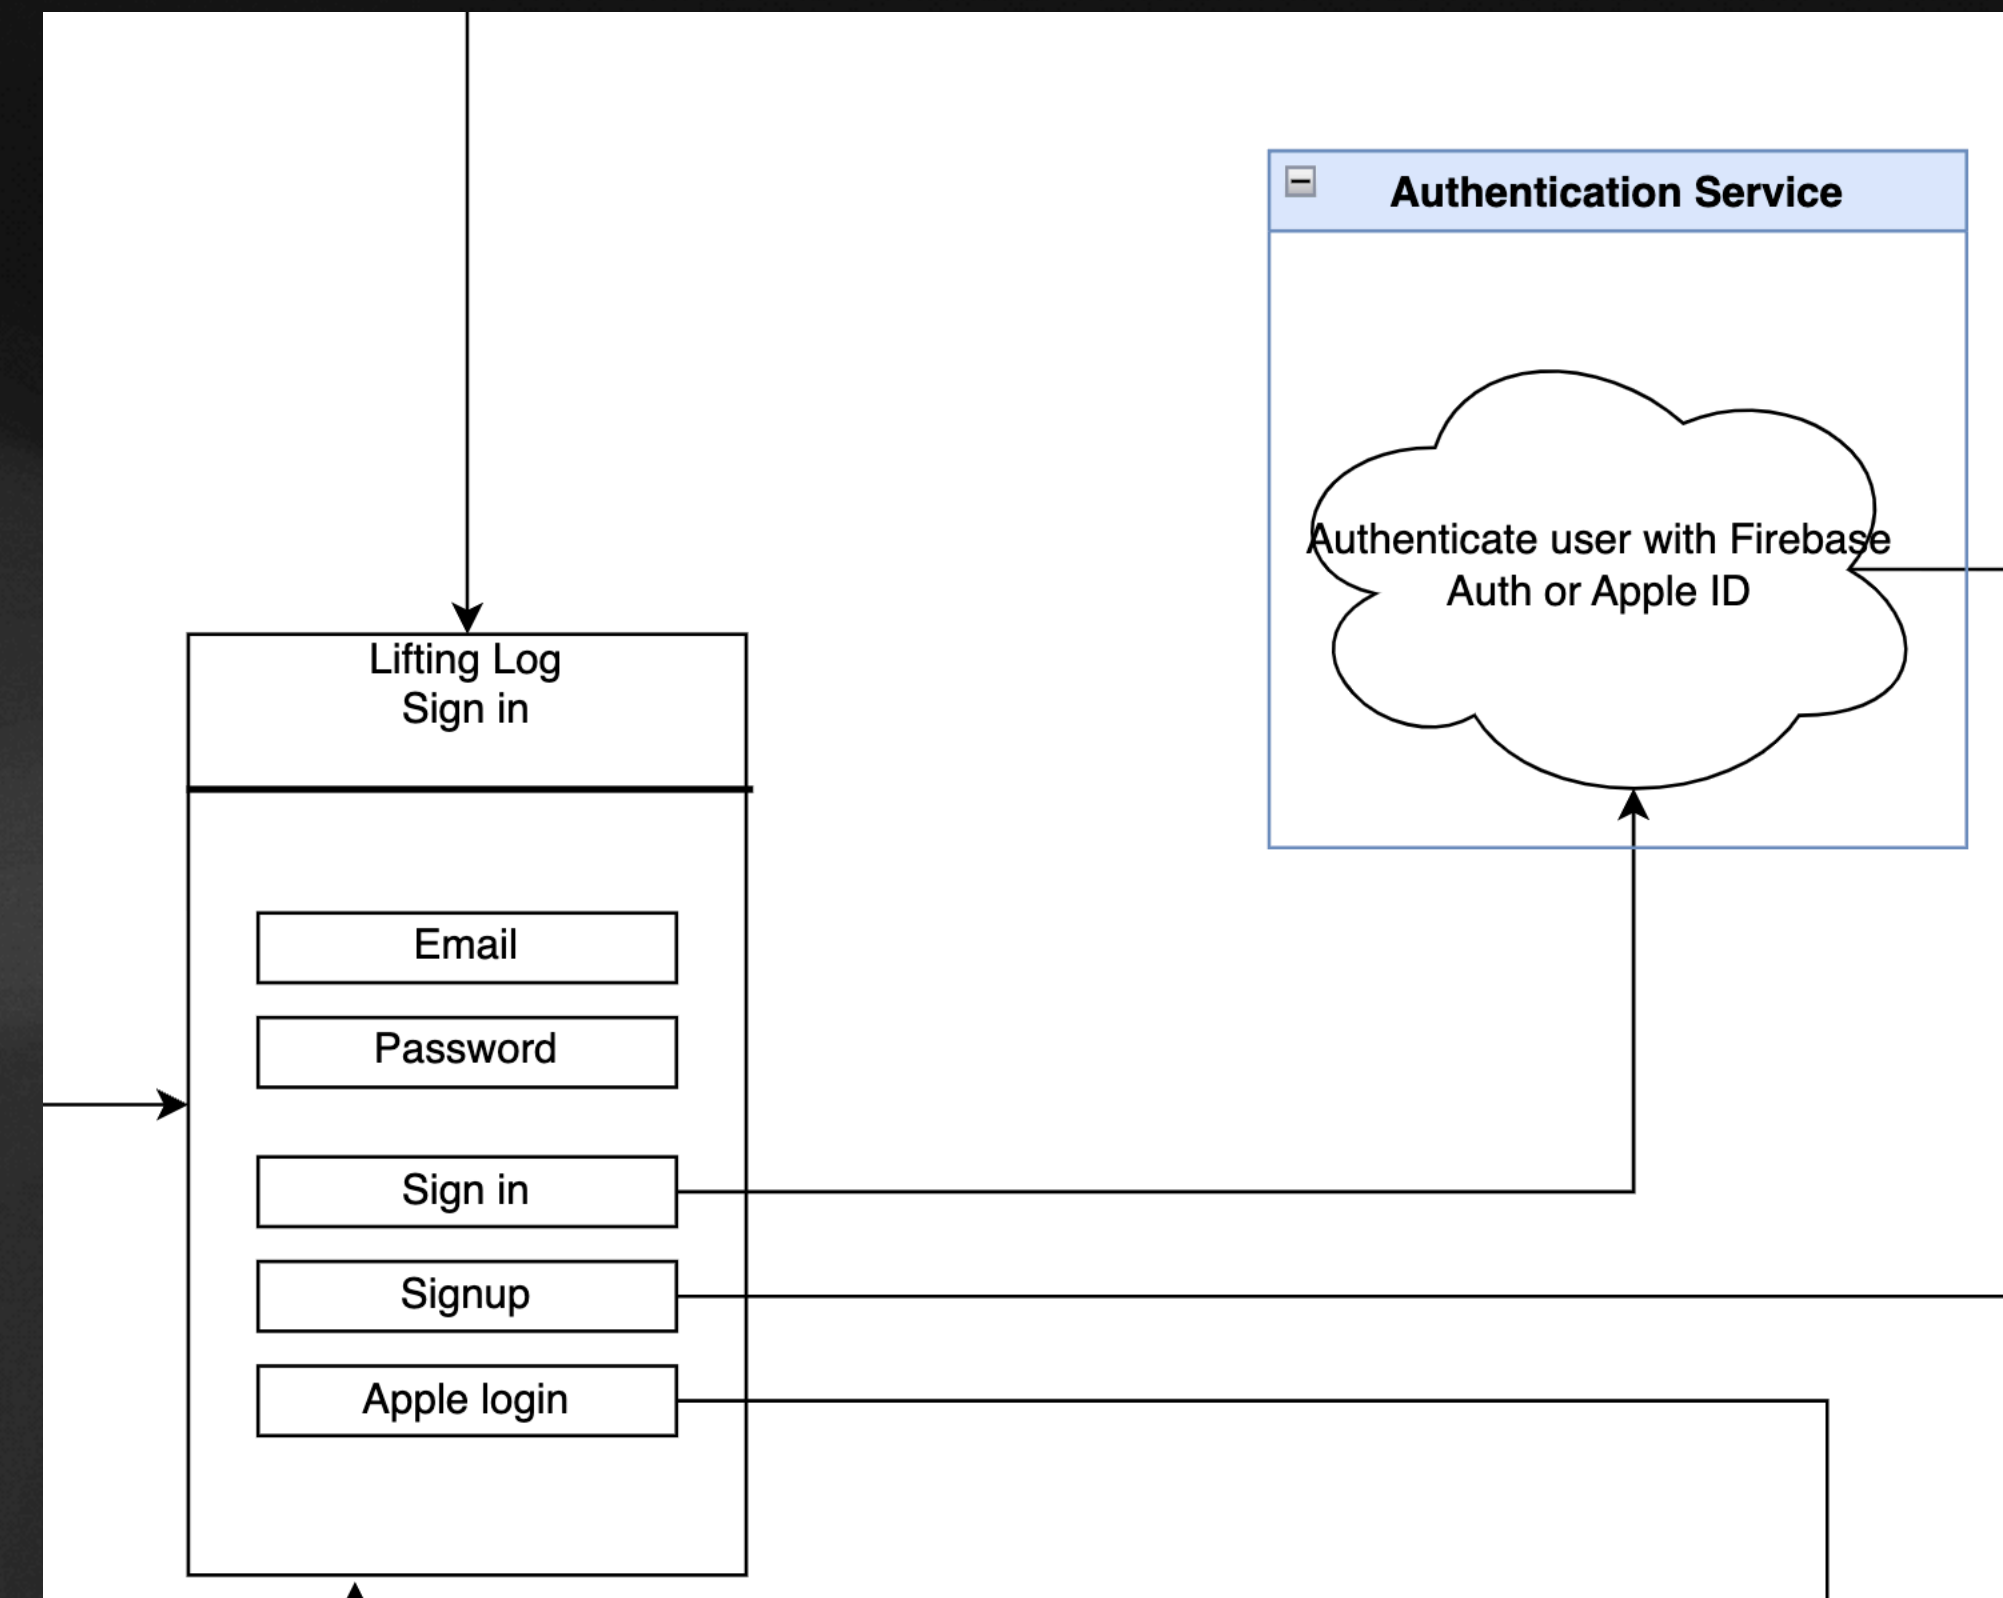 Authentication Service
Authenticate user with Firebase
Auth or Apple ID
Lifting Log
Sign in
Email
Password
Sign in
Signup
Apple login